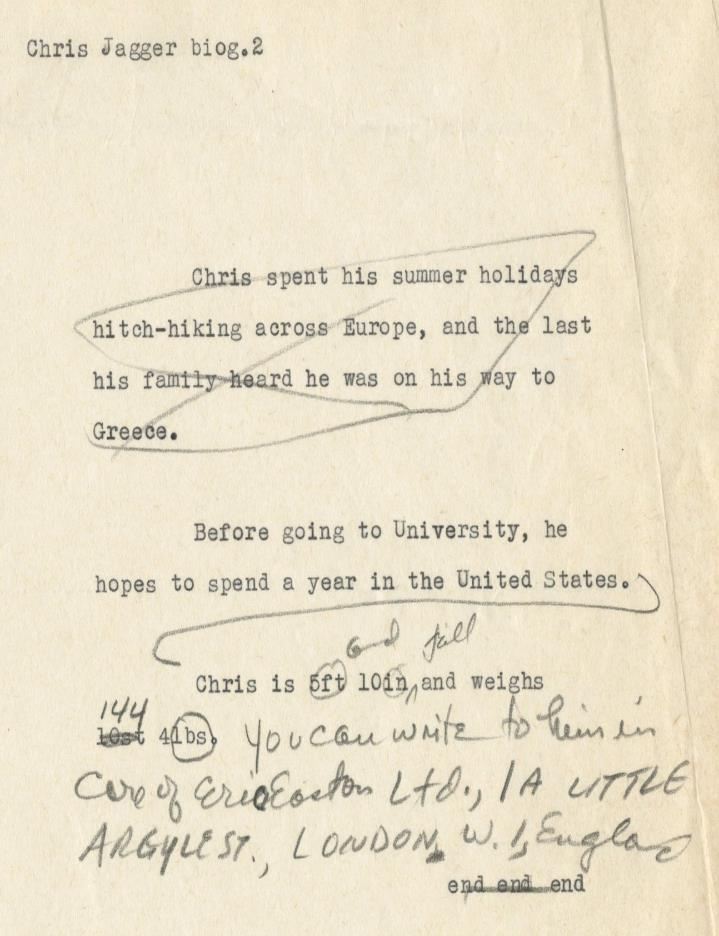 Chris Jagger biog.2
Chris spent his summer holidays
hitch-hiking across Europe, and the last
his family heard he was on his way to
Greece.
Before going to University, he
hopes to spend a year in the United States.
and tall
Chris is 5ft 10in, and weighs
144
10st 4lbs. You can write to him in
Care of Eric Easton Ltd., 1A LITTLE
ARGYLE ST., LONDON, W. 1, England
end end end